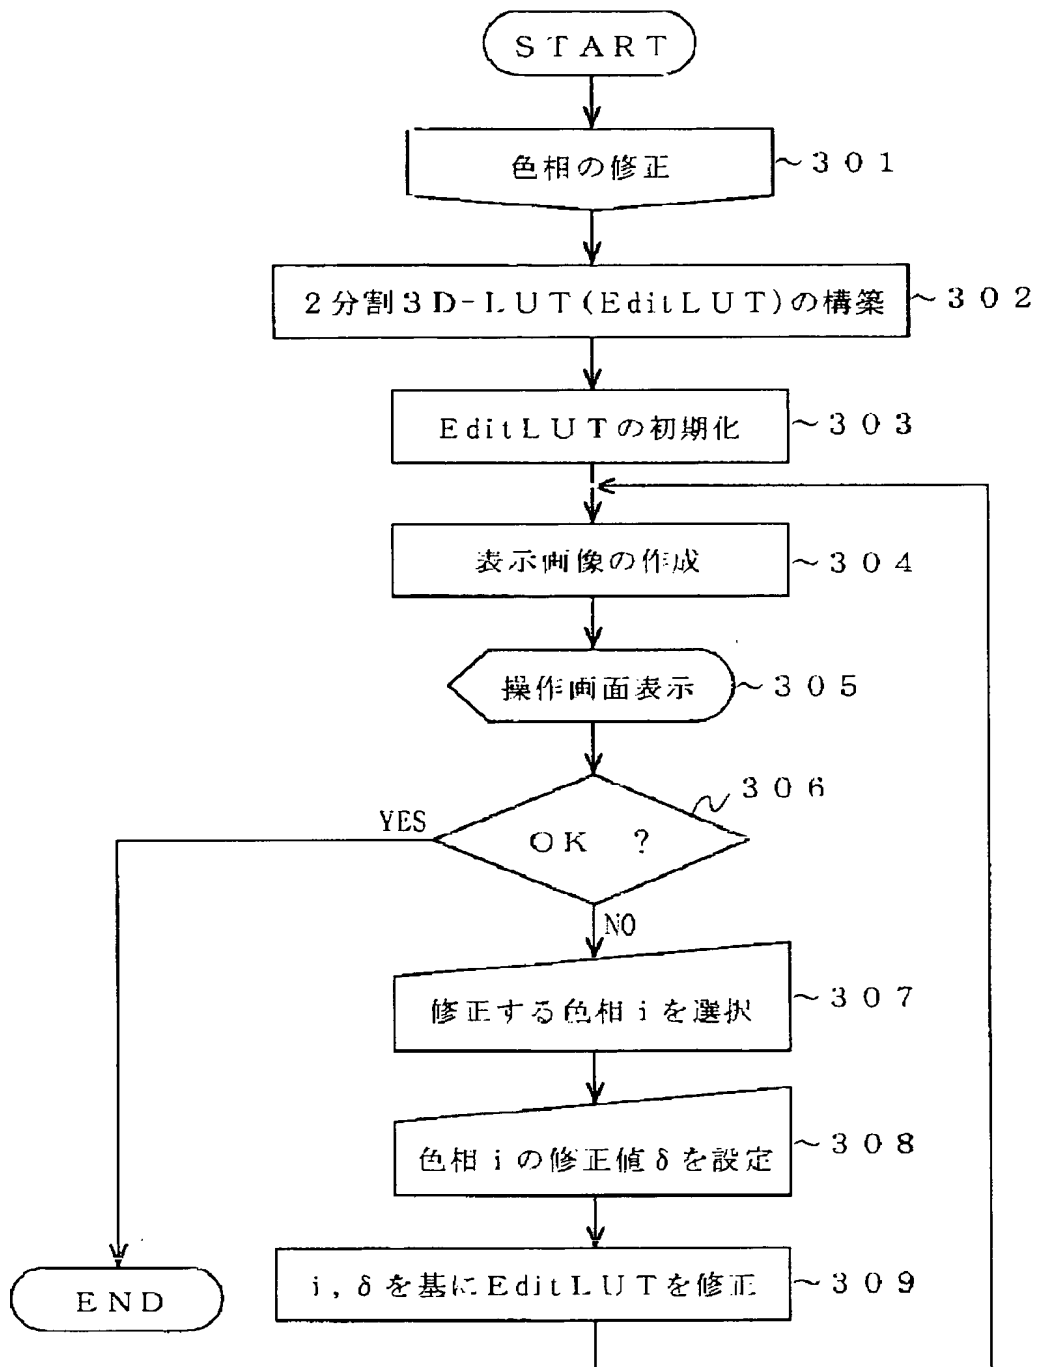 START
色相の修正 ~301
2分割3D-LUT(EditLUT)の構築 ~302
EditLUTの初期化 ~303
表示画像の作成 ~304
操作画面表示 ~305
306
YES
OK ?
NO
修正する色相iを選択 ~307
色相iの修正値δを設定 ~308
i,δを基にEditLUTを修正 ~309
END